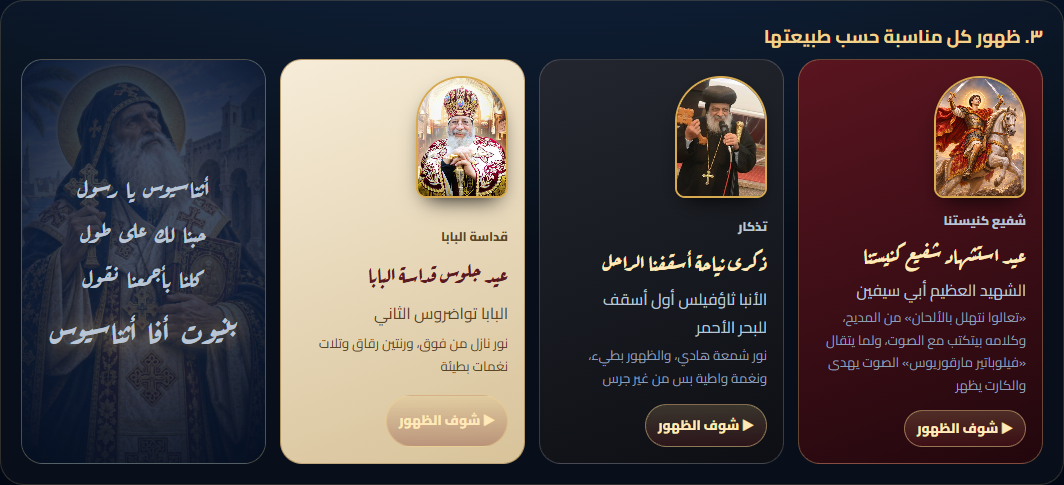 ٣. ظهور كل مناسبة حسب طبيعتها
شفيع كنيستنا
عيد استشهاد شفيع كنيستنا
الشهيد العظيم أبي سيفين
«تعالوا نتهلل بالألحان» من المديح،
وكلامه بيتكتب مع الصوت، ولما يتقال
«فيلوباتير مارقوريوس» الصوت يهدى
والكارت يظهر
▶ شوف الظهور
تذكار
ذكرى نياحة أسقفنا الراحل
الأنبا ثاؤفيلس أول أسقف
للبحر الأحمر
نور شمعة هادي، والظهور بطيء،
ونغمة واطية بس من غير جرس
▶ شوف الظهور
قداسة البابا
عيد جلوس قداسة البابا
البابا تواضروس الثاني
نور نازل من فوق، ورنتين رقاق وتلات
نغمات بطيئة
▶ شوف الظهور
أثناسيوس يا رسول
حبنا لك على طول
كلنا بأجمعنا نقول
بنيوت أفا أثناسيوس